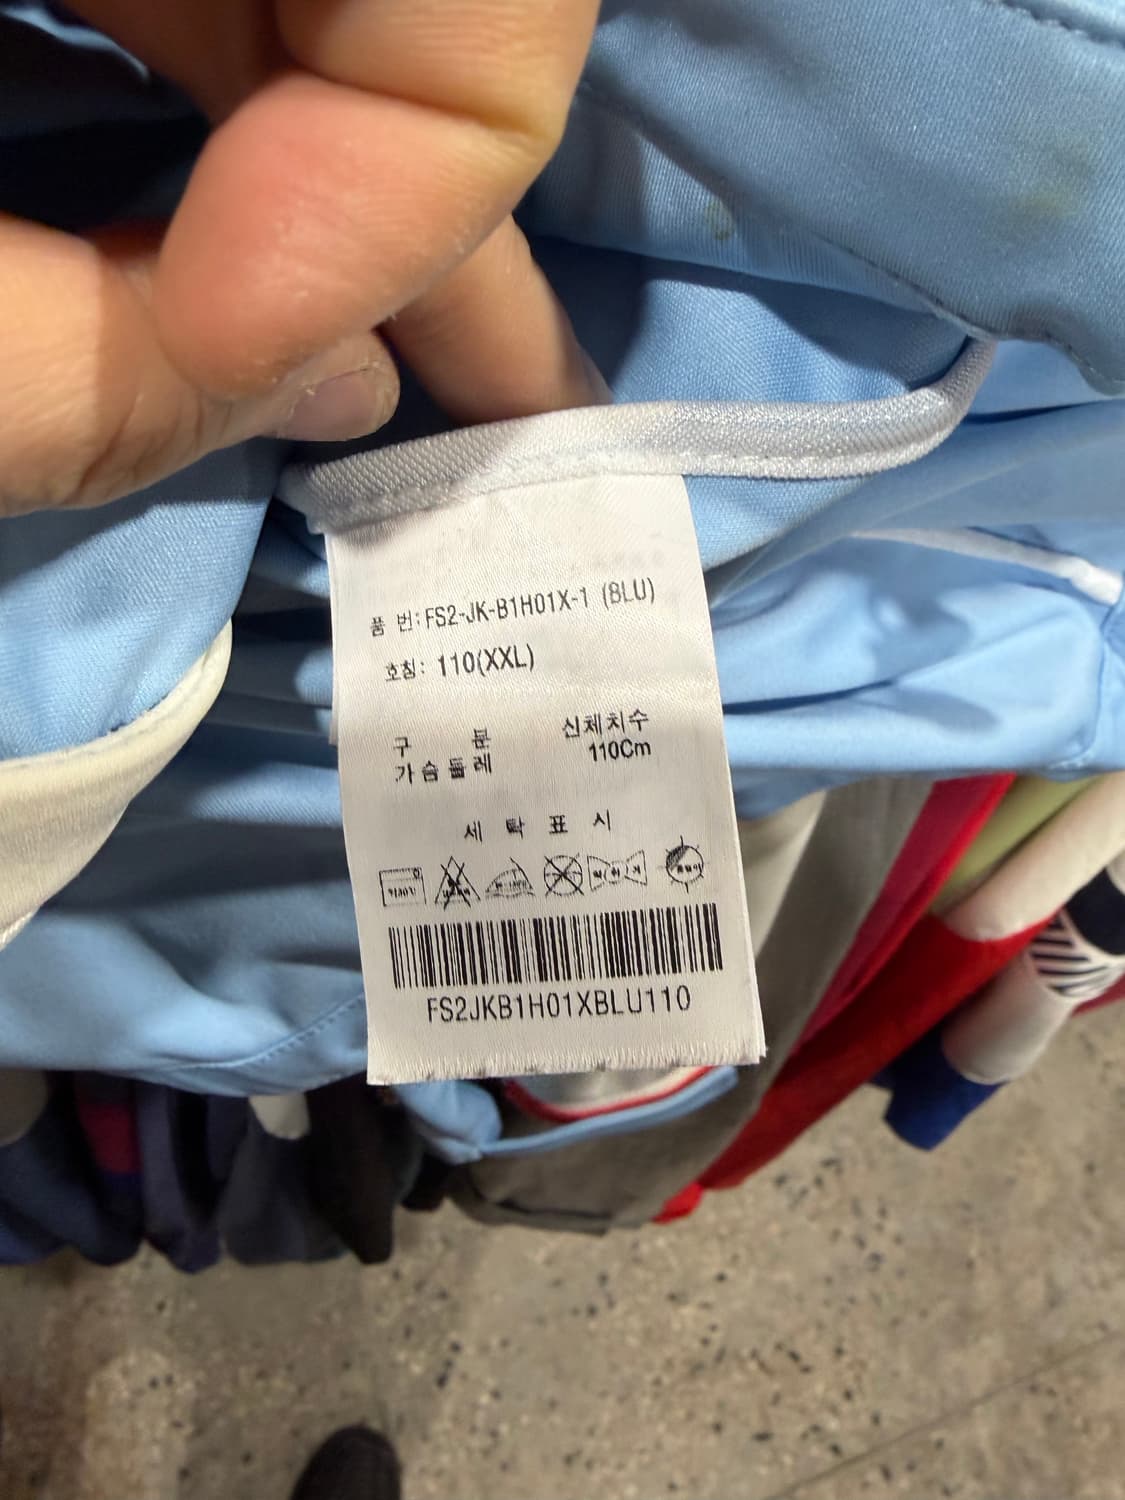 품 번: FS2-JK-B1H01X-1 (BLU)
호칭: 110(XXL)
구 분 신체치수
가슴둘레 110Cm
세 탁 표 시
FS2JKB1H01XBLU110